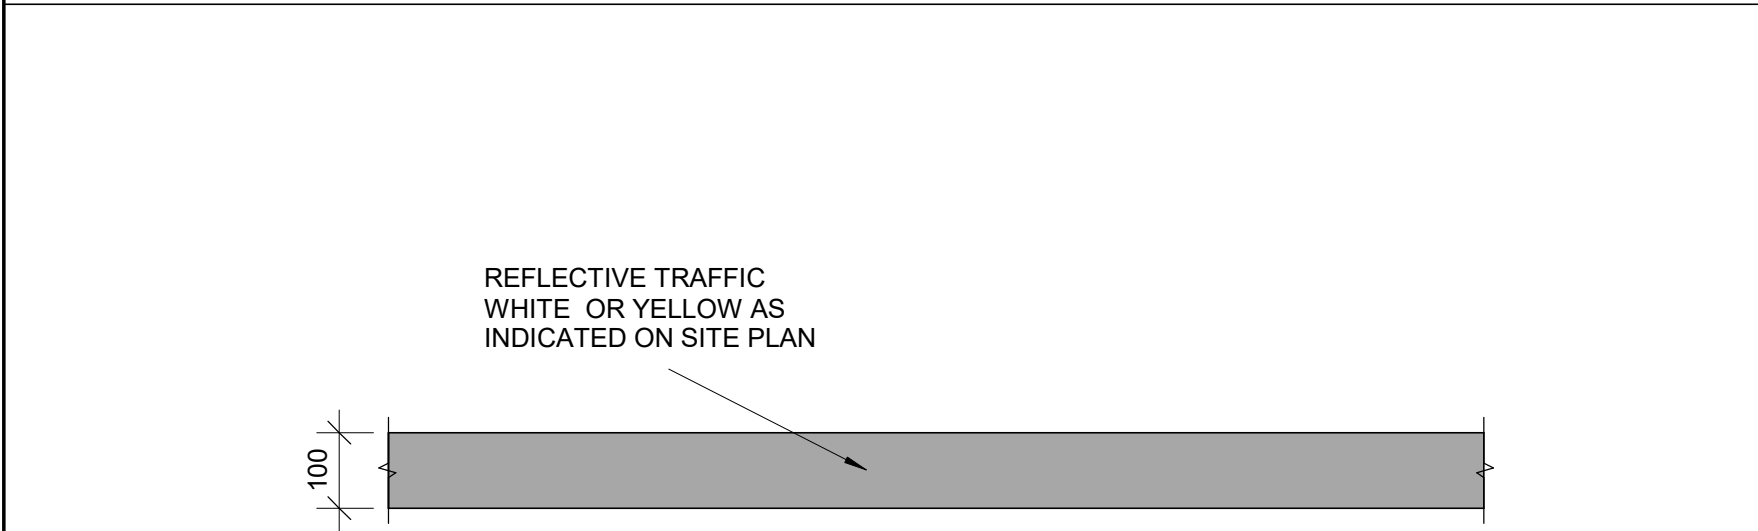 REFLECTIVE TRAFFIC
WHITE  OR YELLOW AS
INDICATED ON SITE PLAN
100